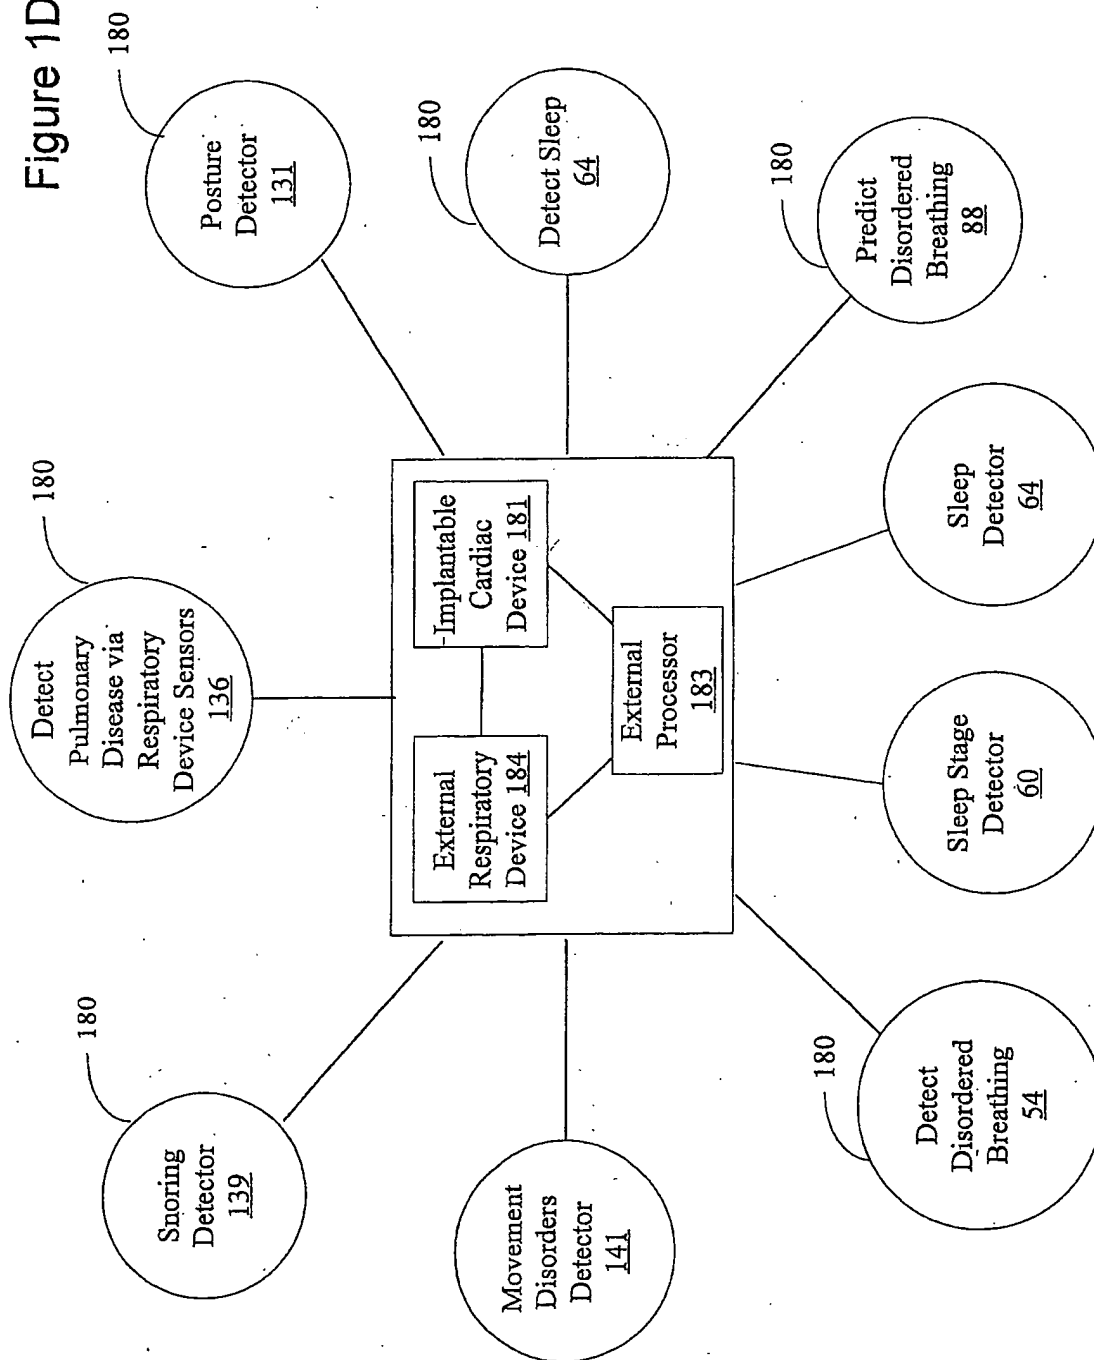 Figure 1D
180
Detect
Pulmonary
Disease via
Respiratory
Device Sensors
136
180
Snoring
Detector
139
180
Posture
Detector
131
Movement
Disorders
Detector
141
External
Respiratory
Device 184
Implantable
Cardiac
Device 181
External
Processor
183
180
Detect Sleep
64
180
Detect
Disordered
Breathing
54
Sleep Stage
Detector
60
Sleep
Detector
64
180
Predict
Disordered
Breathing
88